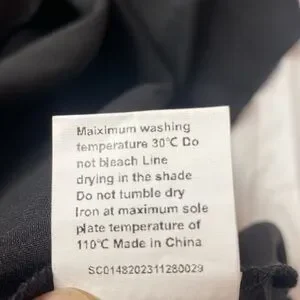 Maiximum washing
temperature 30℃ Do
not bleach Line
drying in the shade
Do not tumble dry
Iron at maximum sole
plate temperature of
110℃ Made in China
SC0148202311280029